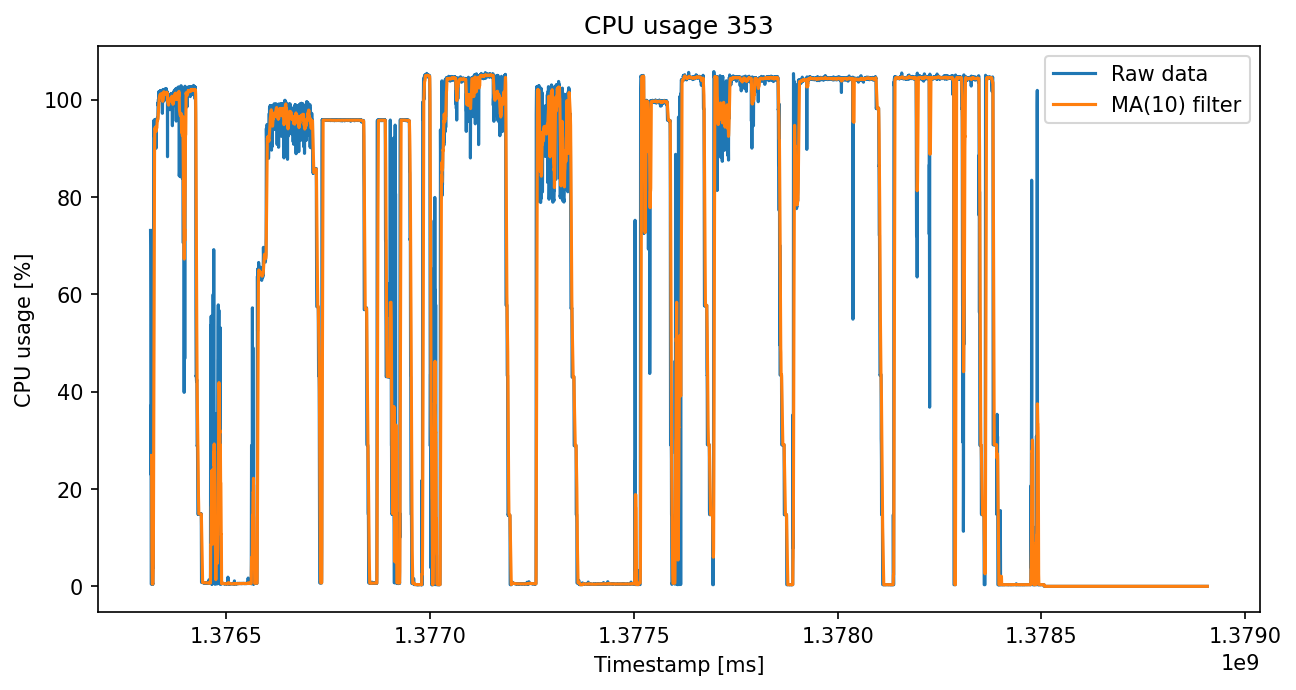 CPU usage 353
Raw data
MA(10) filter
CPU usage [%]
100
80
60
40
20
0
1.3765 1.3770 1.3775 1.3780 1.3785 1.3790
1e9
Timestamp [ms]